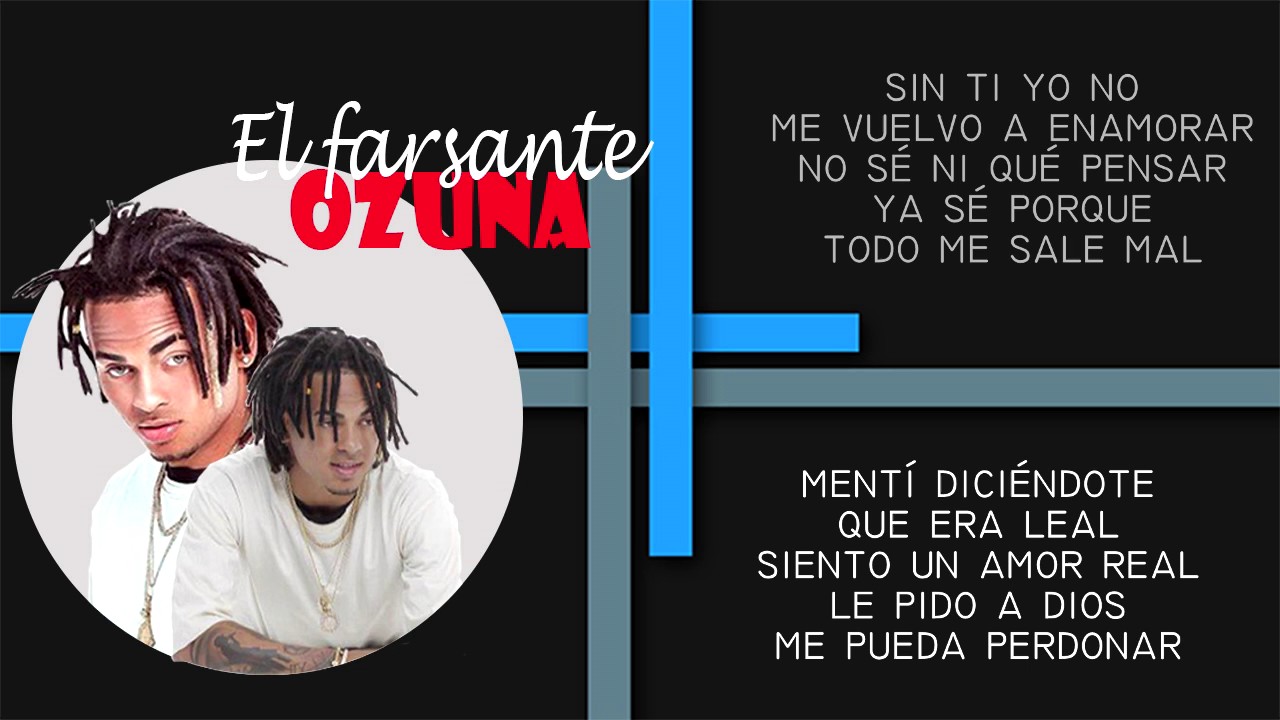 El farsante
OZUNA
SIN TI YO NO
ME VUELVO A ENAMORAR
NO SÉ NI QUÉ PENSAR
YA SÉ PORQUE
TODO ME SALE MAL
MENTÍ DICIÉNDOTE
QUE ERA LEAL
SIENTO UN AMOR REAL
LE PIDO A DIOS
ME PUEDA PERDONAR